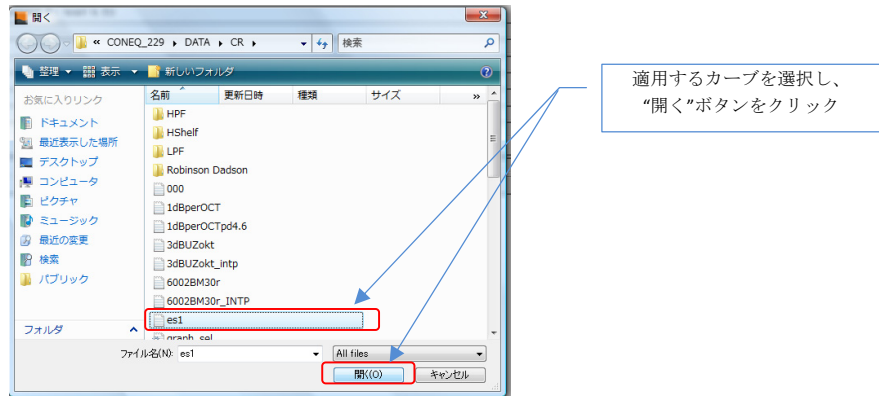 開く
« CONEQ_229 ▸ DATA ▸ CR ▸
検索
整理 ▼ 表示 ▼ 新しいフォルダ
お気に入りリンク
ドキュメント
最近表示した場所
デスクトップ
コンピュータ
ピクチャ
ミュージック
最近の変更
検索
パブリック
フォルダ
名前 更新日時 種類 サイズ »
HPF
HShelf
LPF
Robinson Dadson
000
1dBperOCT
1dBperOCTpd4.6
3dBUZokt
3dBUZokt_intp
6002BM30r
6002BM30r_INTP
es1
graph_sel
ファイル名(N): es1
All files
開く(O) キャンセル
適用するカーブを選択し、
“開く”ボタンをクリック